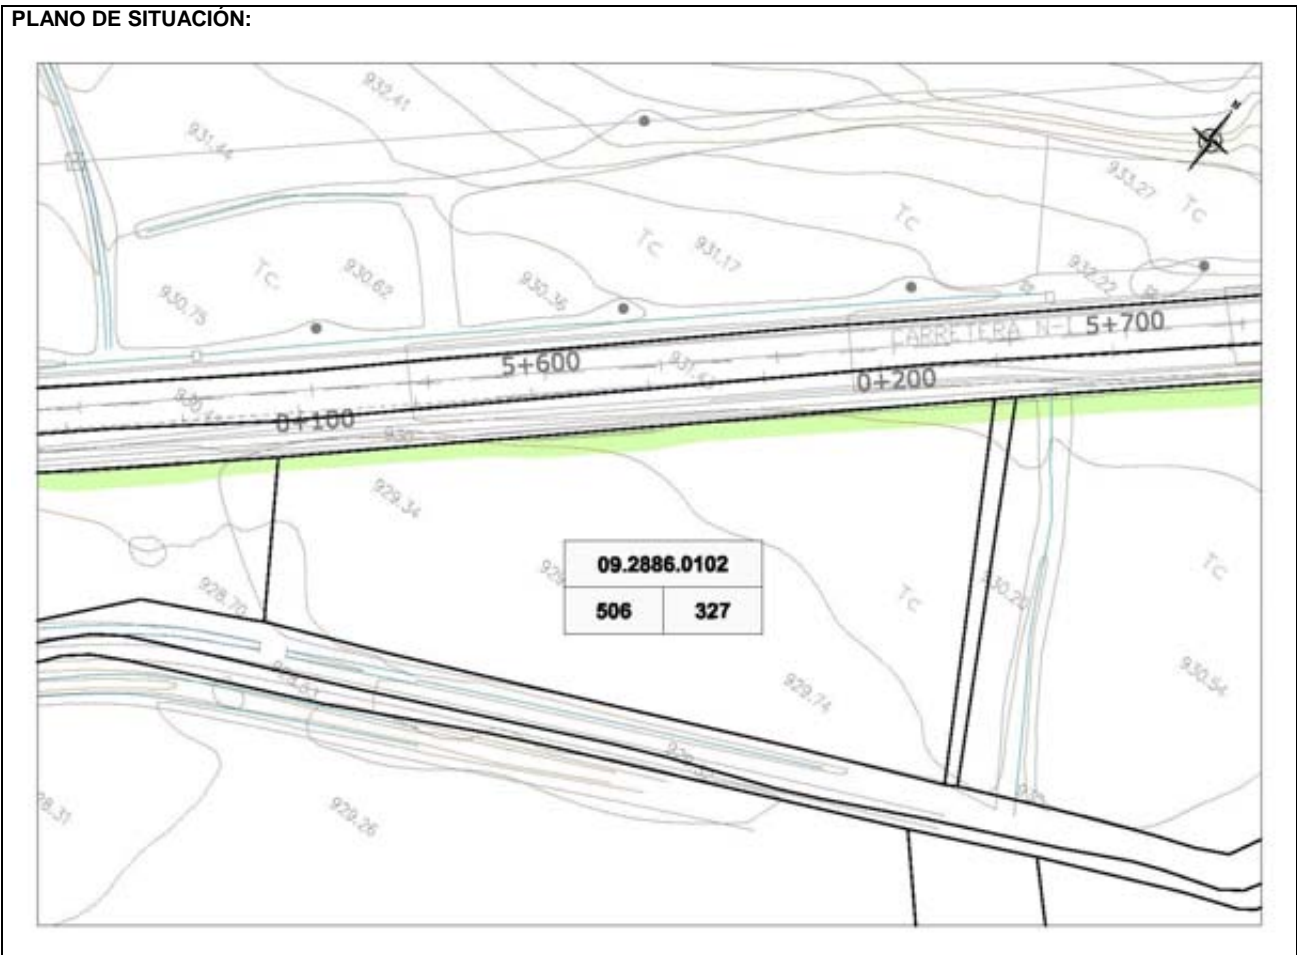 PLANO DE SITUACIÓN:
932.41
931.44
933.27
Tc
Tc
Tc.
931.17
Tc.
930.62
930.36
932.22
930.75
CARRETERA N-I
5+700
5+600
0+200
0+100
930
929.34
09.2886.0102
506
327
Tc
Tc
928.70
930.20
930.54
929.74
929.26